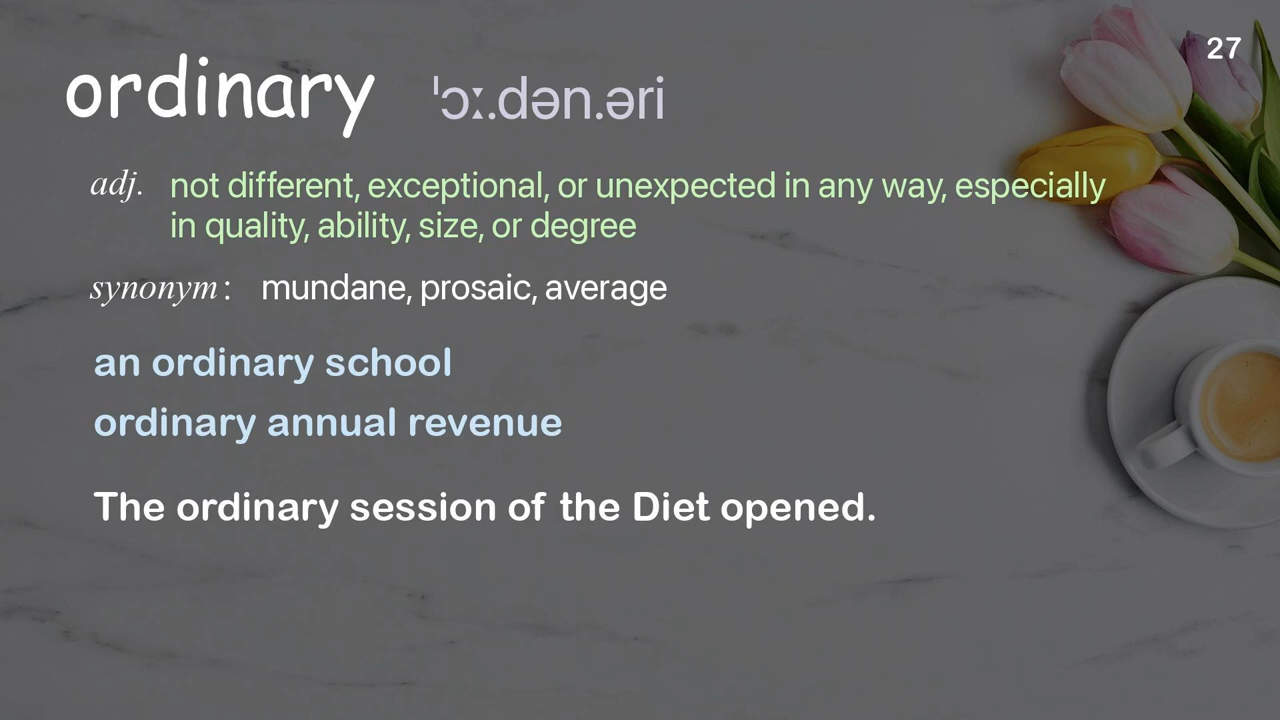 27
ordinary ˈɔː.dən.əri
adj. not different, exceptional, or unexpected in any way, especially
in quality, ability, size, or degree
synonym: mundane, prosaic, average
an ordinary school
ordinary annual revenue
The ordinary session of the Diet opened.